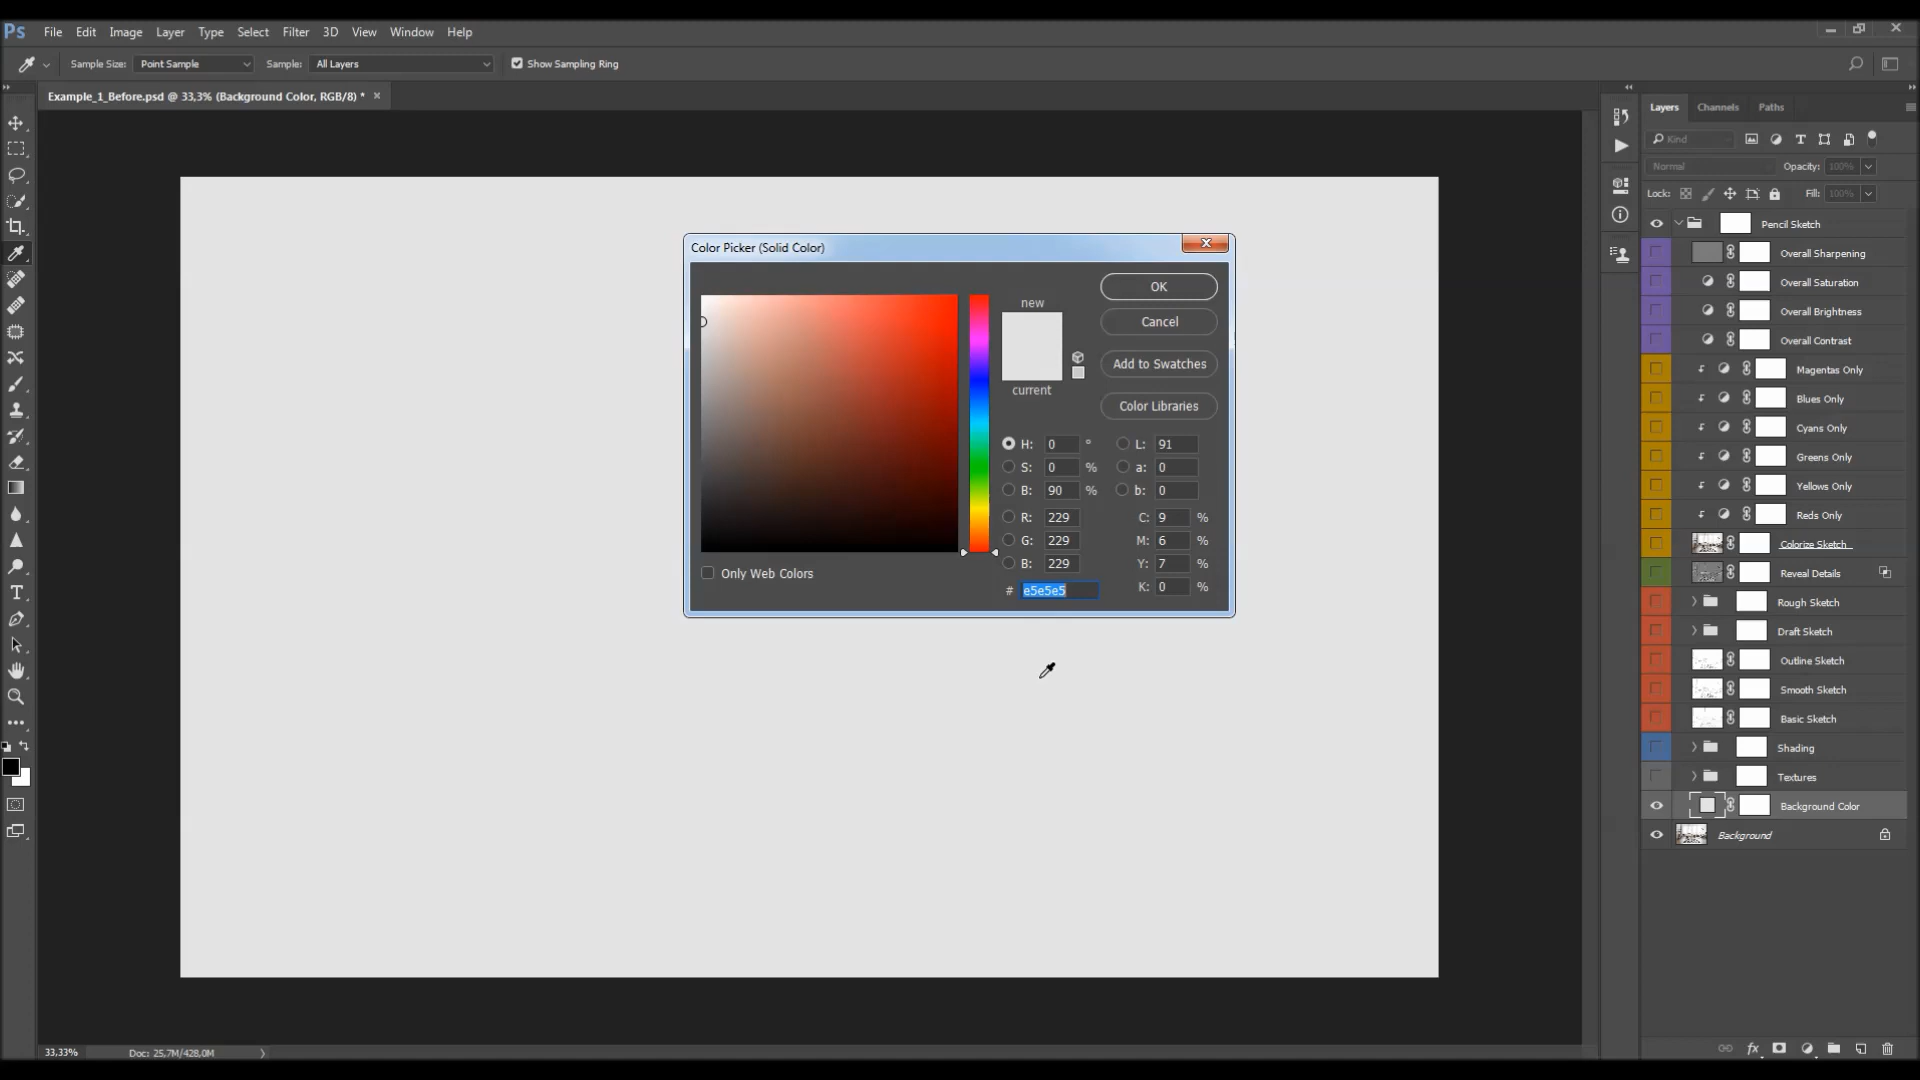 Ps File Edit Image Layer Type Select Filter 3D View Window Help
Sample Size: Point Sample Sample: All Layers Show Sampling Ring
Example_1_Before.psd @ 33,3% (Background Color, RGB/8) * ×
Color Picker (Solid Color)
new
current
OK
Cancel
Add to Swatches
Color Libraries
H: 0 ° L: 91
S: 0 % a: 0
B: 90 % b: 0
R: 229 C: 9 %
G: 229 M: 6 %
B: 229 Y: 7 %
# e5e5e5 K: 0 %
Only Web Colors
Layers Channels Paths
Kind
Normal Opacity: 100%
Lock: Fill: 100%
Pencil Sketch
Overall Sharpening
Overall Saturation
Overall Brightness
Overall Contrast
Magentas Only
Blues Only
Cyans Only
Greens Only
Yellows Only
Reds Only
Colorize Sketch
Reveal Details
Rough Sketch
Draft Sketch
Outline Sketch
Smooth Sketch
Basic Sketch
Shading
Textures
Background Color
Background
33,33% Doc: 25,7M/428,0M